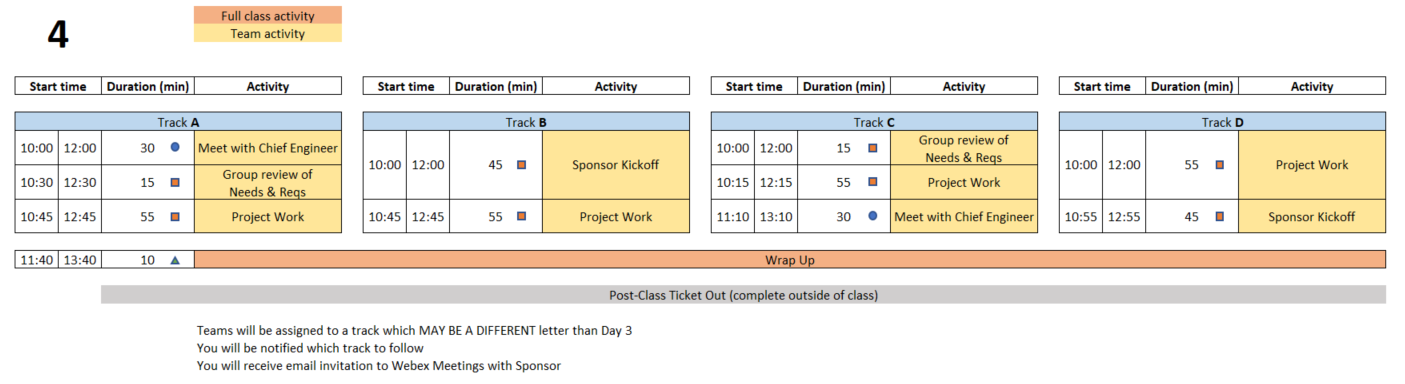 4
Full class activity
Team activity
Start time Duration (min) Activity Start time Duration (min) Activity Start time Duration (min) Activity Start time Duration (min) Activity
Track A
10:00 12:00 30 Meet with Chief Engineer
10:30 12:30 15 Group review of
Needs & Reqs
10:45 12:45 55 Project Work
Track B
10:00 12:00 45 Sponsor Kickoff
10:45 12:45 55 Project Work
Track C
10:00 12:00 15 Group review of
Needs & Reqs
10:15 12:15 55 Project Work
11:10 13:10 30 Meet with Chief Engineer
Track D
10:00 12:00 55 Project Work
10:55 12:55 45 Sponsor Kickoff
11:40 13:40 10 Wrap Up
Post-Class Ticket Out (complete outside of class)
Teams will be assigned to a track which MAY BE A DIFFERENT letter than Day 3
You will be notified which track to follow
You will receive email invitation to Webex Meetings with Sponsor